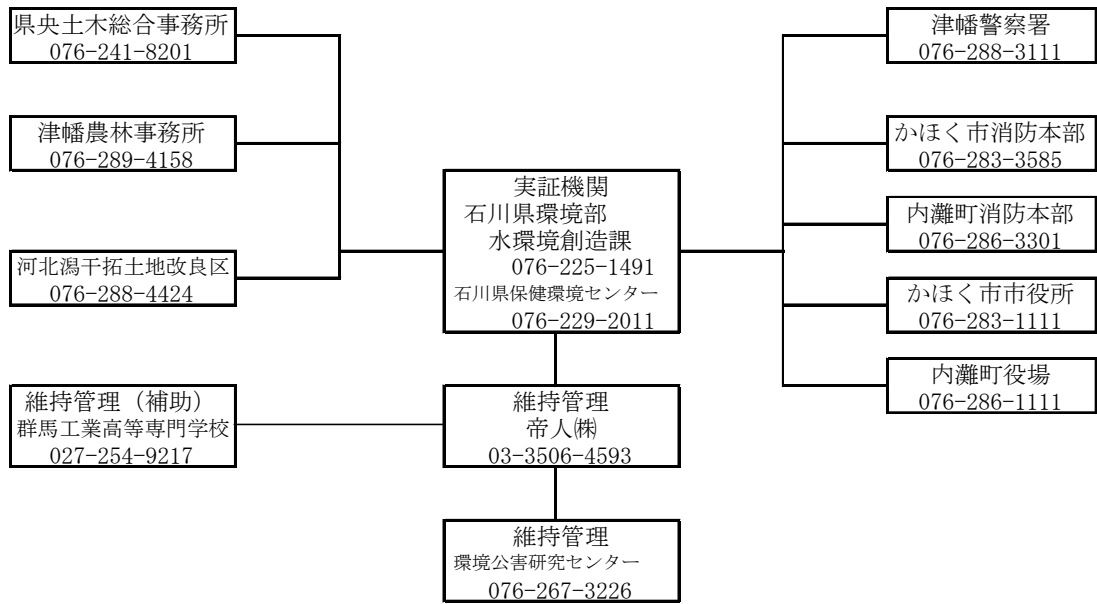 県央土木総合事務所
076-241-8201
津幡農林事務所
076-289-4158
河北潟干拓土地改良区
076-288-4424
実証機関
石川県環境部
水環境創造課
076-225-1491
石川県保健環境センター
076-229-2011
津幡警察署
076-288-3111
かほく市消防本部
076-283-3585
内灘町消防本部
076-286-3301
かほく市市役所
076-283-1111
内灘町役場
076-286-1111
維持管理（補助）
群馬工業高等専門学校
027-254-9217
維持管理
帝人㈱
03-3506-4593
維持管理
環境公害研究センター
076-267-3226